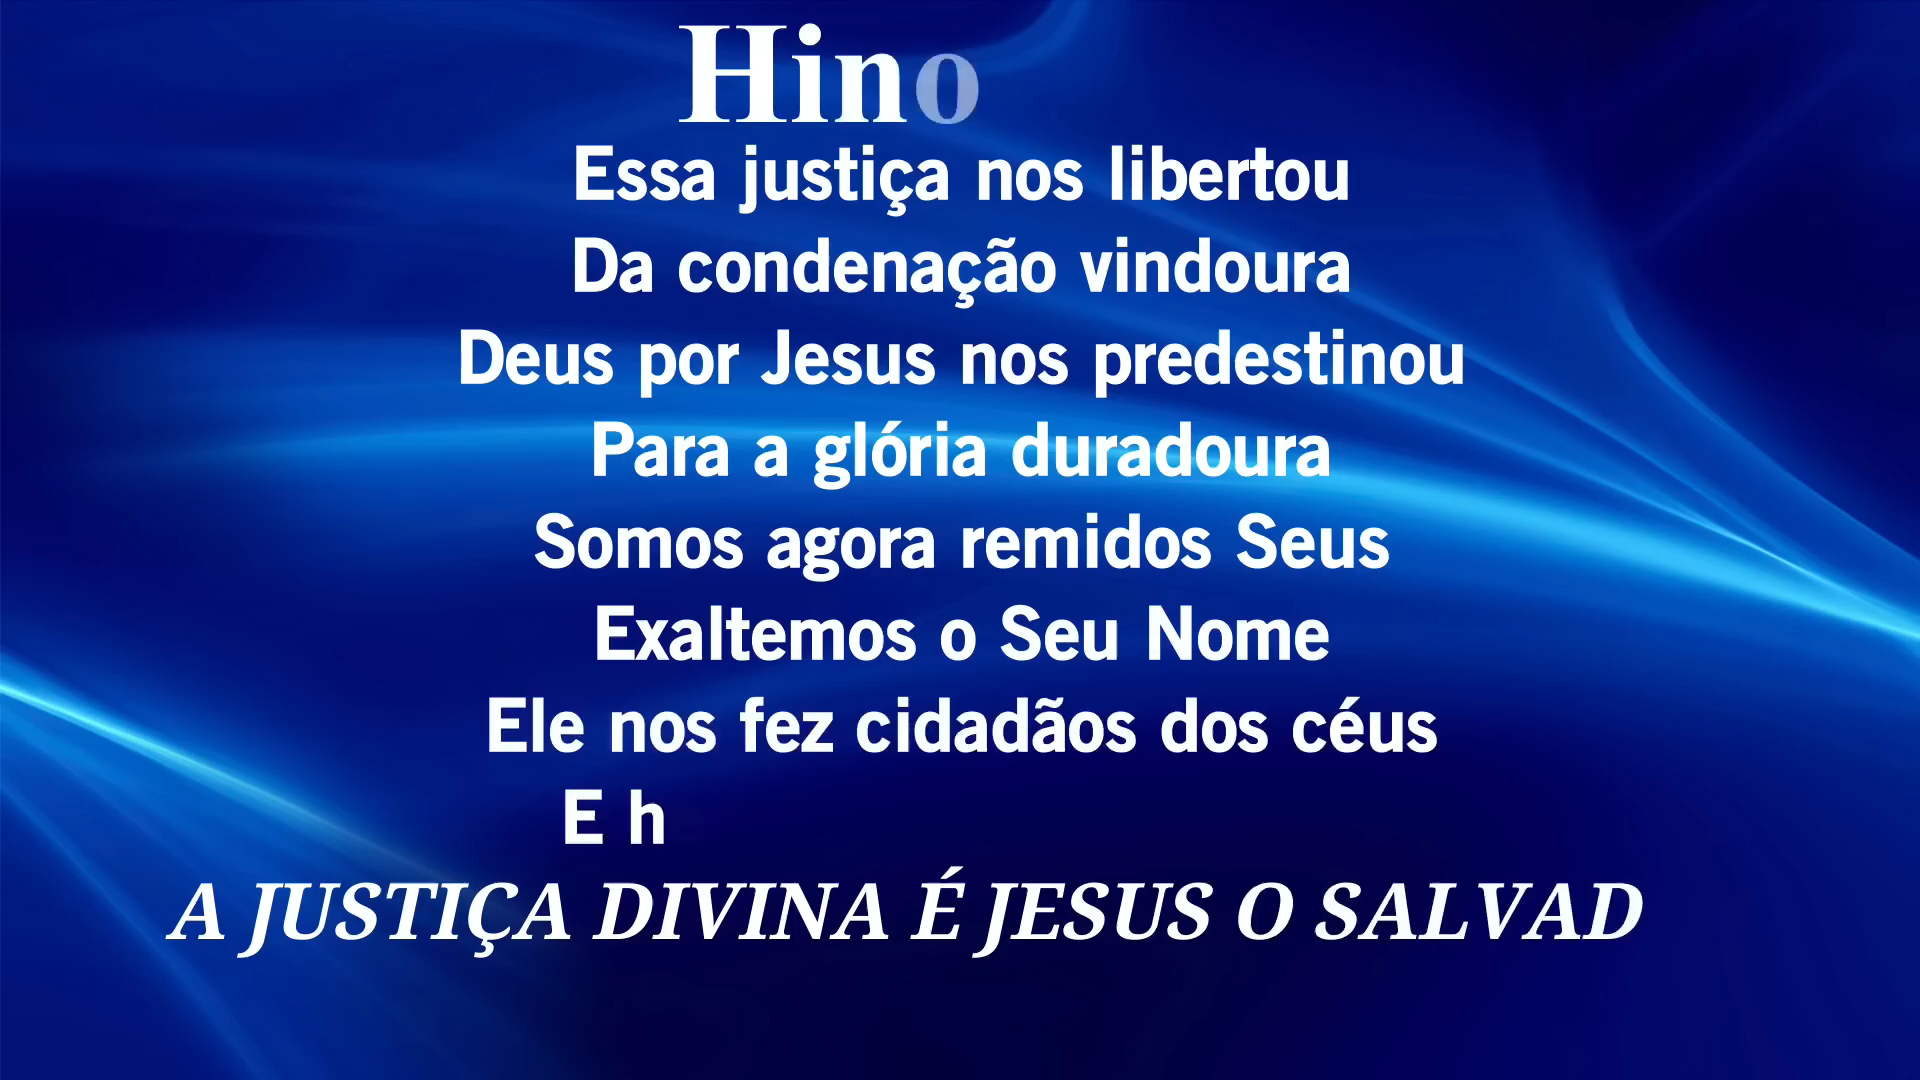 Hino
Essa justiça nos libertou
Da condenação vindoura
Deus por Jesus nos predestinou
Para a glória duradoura
Somos agora remidos Seus
Exaltemos o Seu Nome
Ele nos fez cidadãos dos céus
E h
A JUSTIÇA DIVINA É JESUS O SALVAD